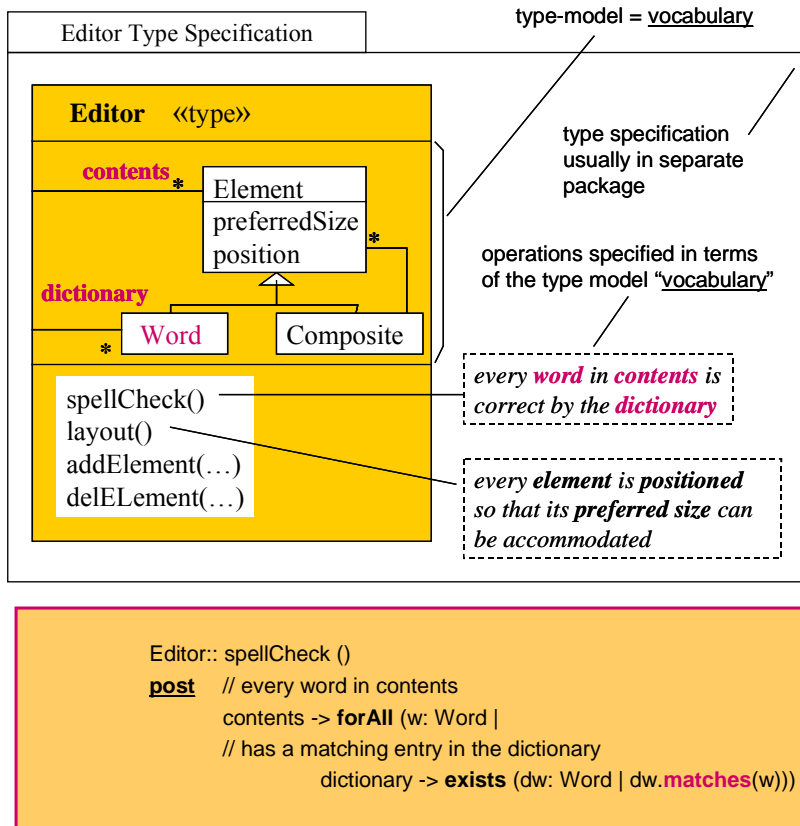 Editor Type Specification
type-model = vocabulary
Editor «type»
type specification
usually in separate
package
contents
*
Element
preferredSize
position
*
operations specified in terms
of the type model “vocabulary”
dictionary
*
Word
Composite
every word in contents is
correct by the dictionary
spellCheck()
layout()
addElement(…)
delELement(…)
every element is positioned
so that its preferred size can
be accommodated
Editor:: spellCheck ()
post // every word in contents
contents -> forAll (w: Word |
// has a matching entry in the dictionary
dictionary -> exists (dw: Word | dw.matches(w)))